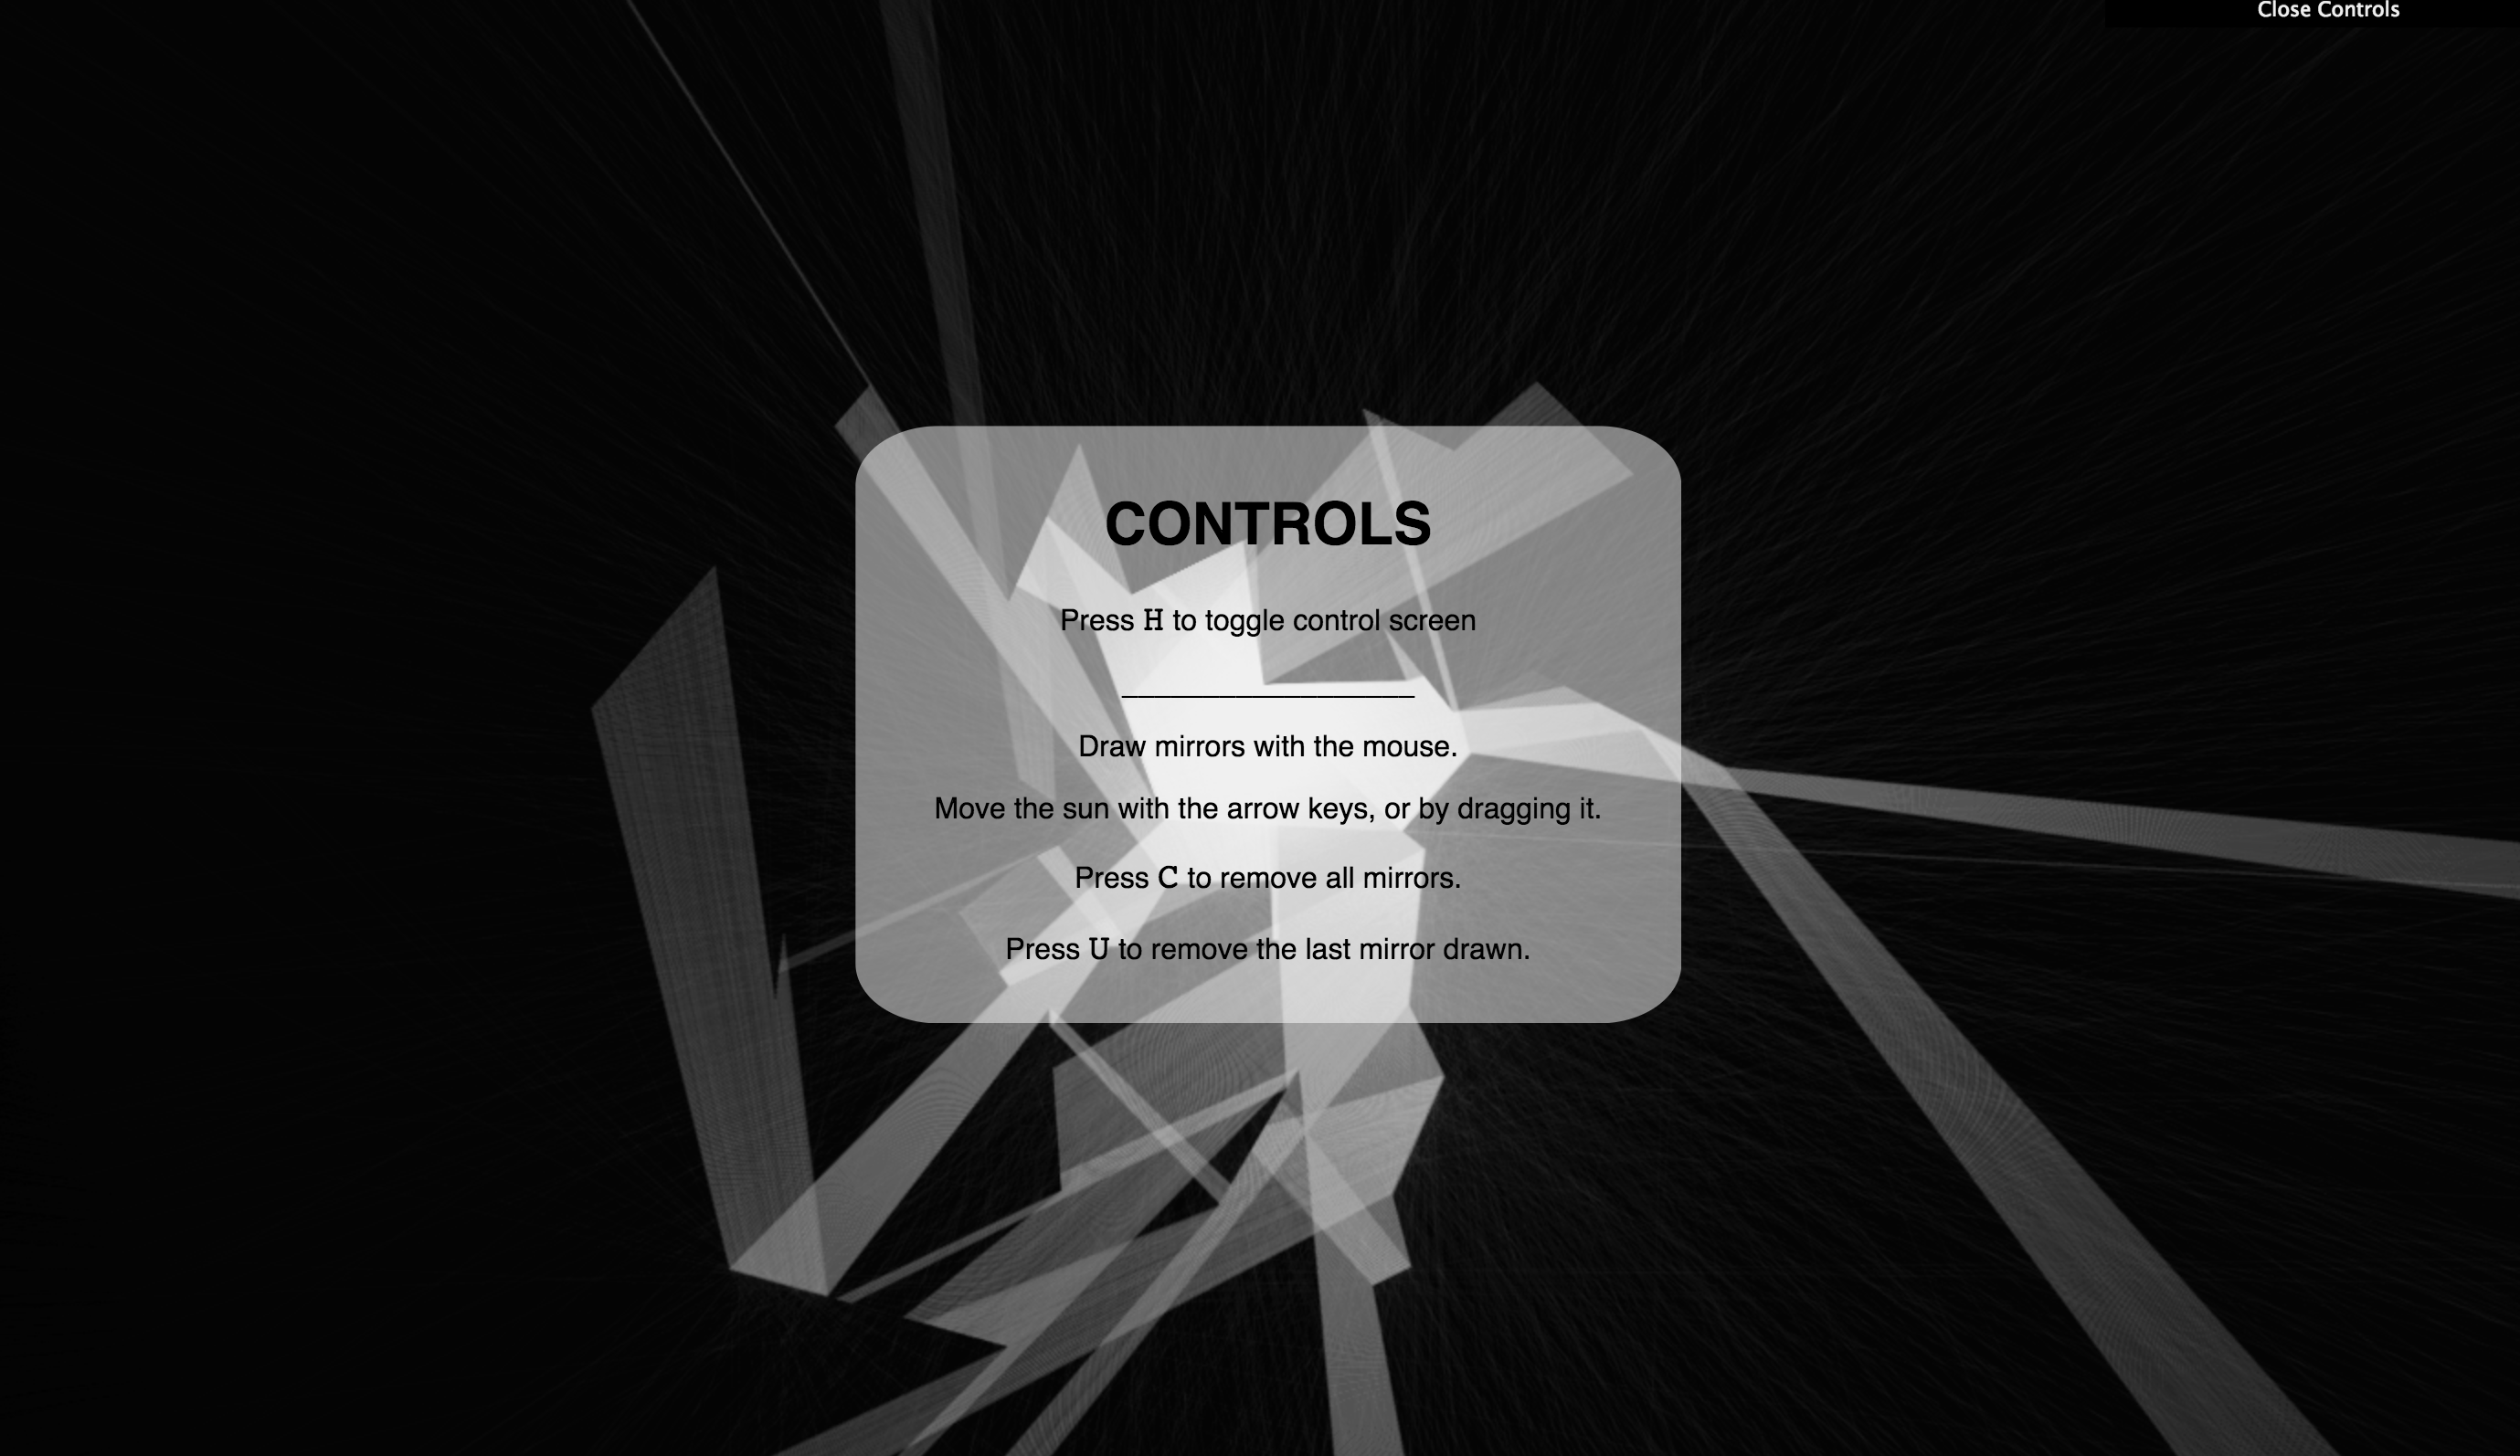 Close Controls
CONTROLS
Press H to toggle control screen
Draw mirrors with the mouse.
Move the sun with the arrow keys, or by dragging it.
Press C to remove all mirrors.
Press U to remove the last mirror drawn.